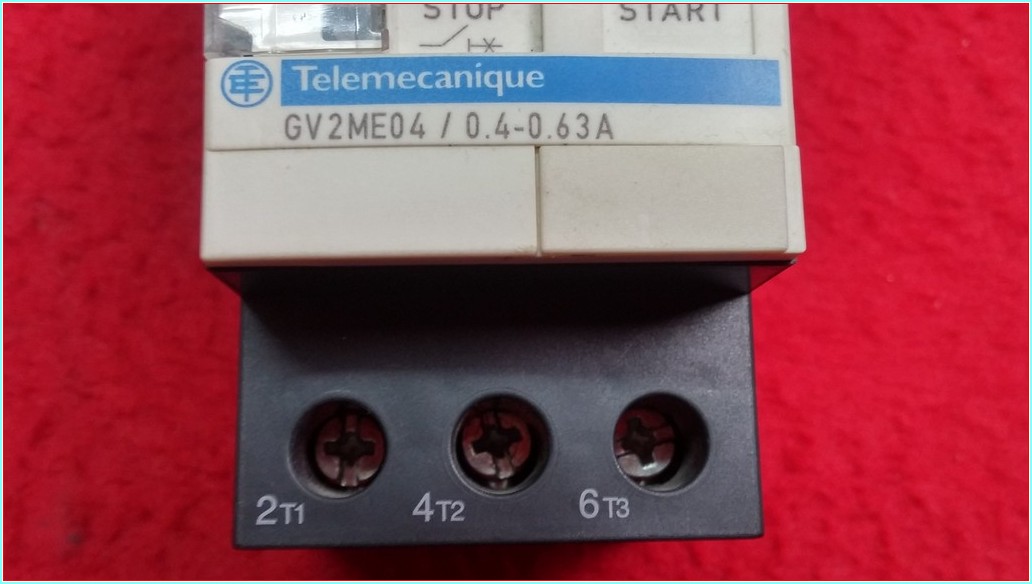 STOP START
Telemecanique
GV2ME04 / 0.4-0.63A
2T1 4T2 6T3